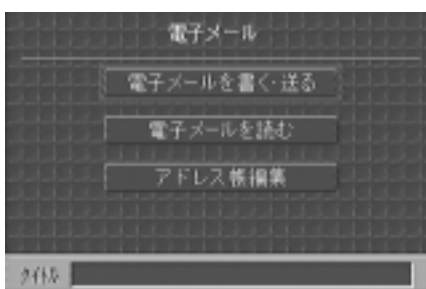 電子メール
電子メールを書く・送る
電子メールを読む
アドレス帳編集
タイトル